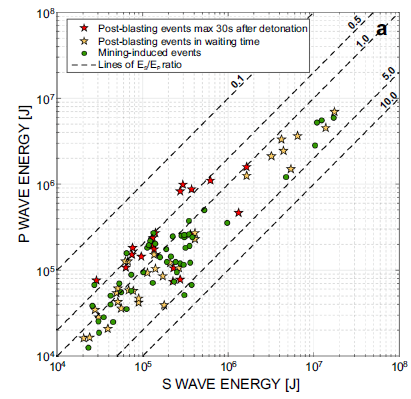 a
Post-blasting events max 30s after detonation
Post-blasting events in waiting time
Mining-induced events
Lines of Eₛ/Eₚ ratio
0.1
0.5
1.0
5.0
10.0
P WAVE ENERGY [J]
10⁸
10⁷
10⁶
10⁵
10⁴
10⁴ 10⁵ 10⁶ 10⁷ 10⁸
S WAVE ENERGY [J]